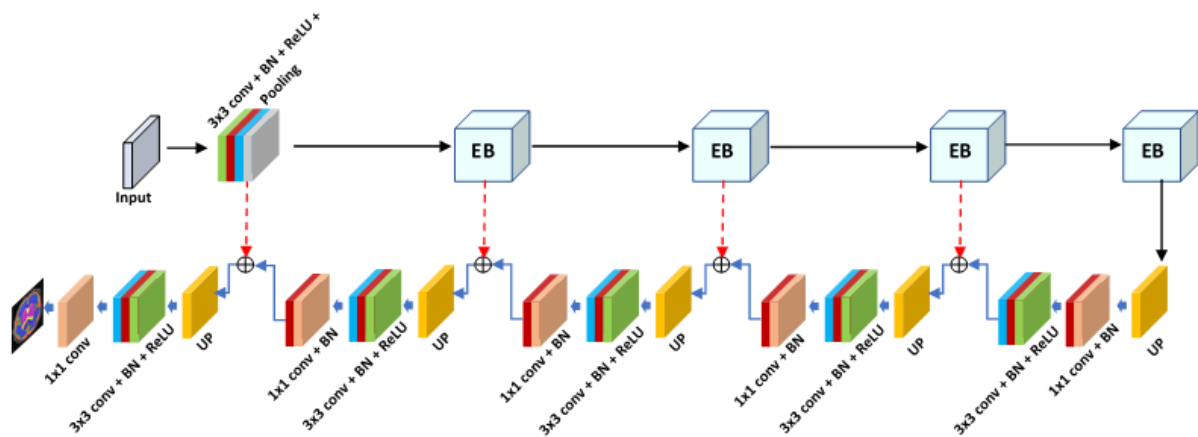 3x3 conv + BN + ReLU +
Pooling
EB
EB
EB
EB
Input
1x1 conv
3x3 conv + BN + ReLU
UP
1x1 conv + BN
3x3 conv + BN + ReLU
UP
1x1 conv + BN
3x3 conv + BN + ReLU
UP
1x1 conv + BN
3x3 conv + BN + ReLU
UP
3x3 conv + BN + ReLU
1x1 conv + BN
UP